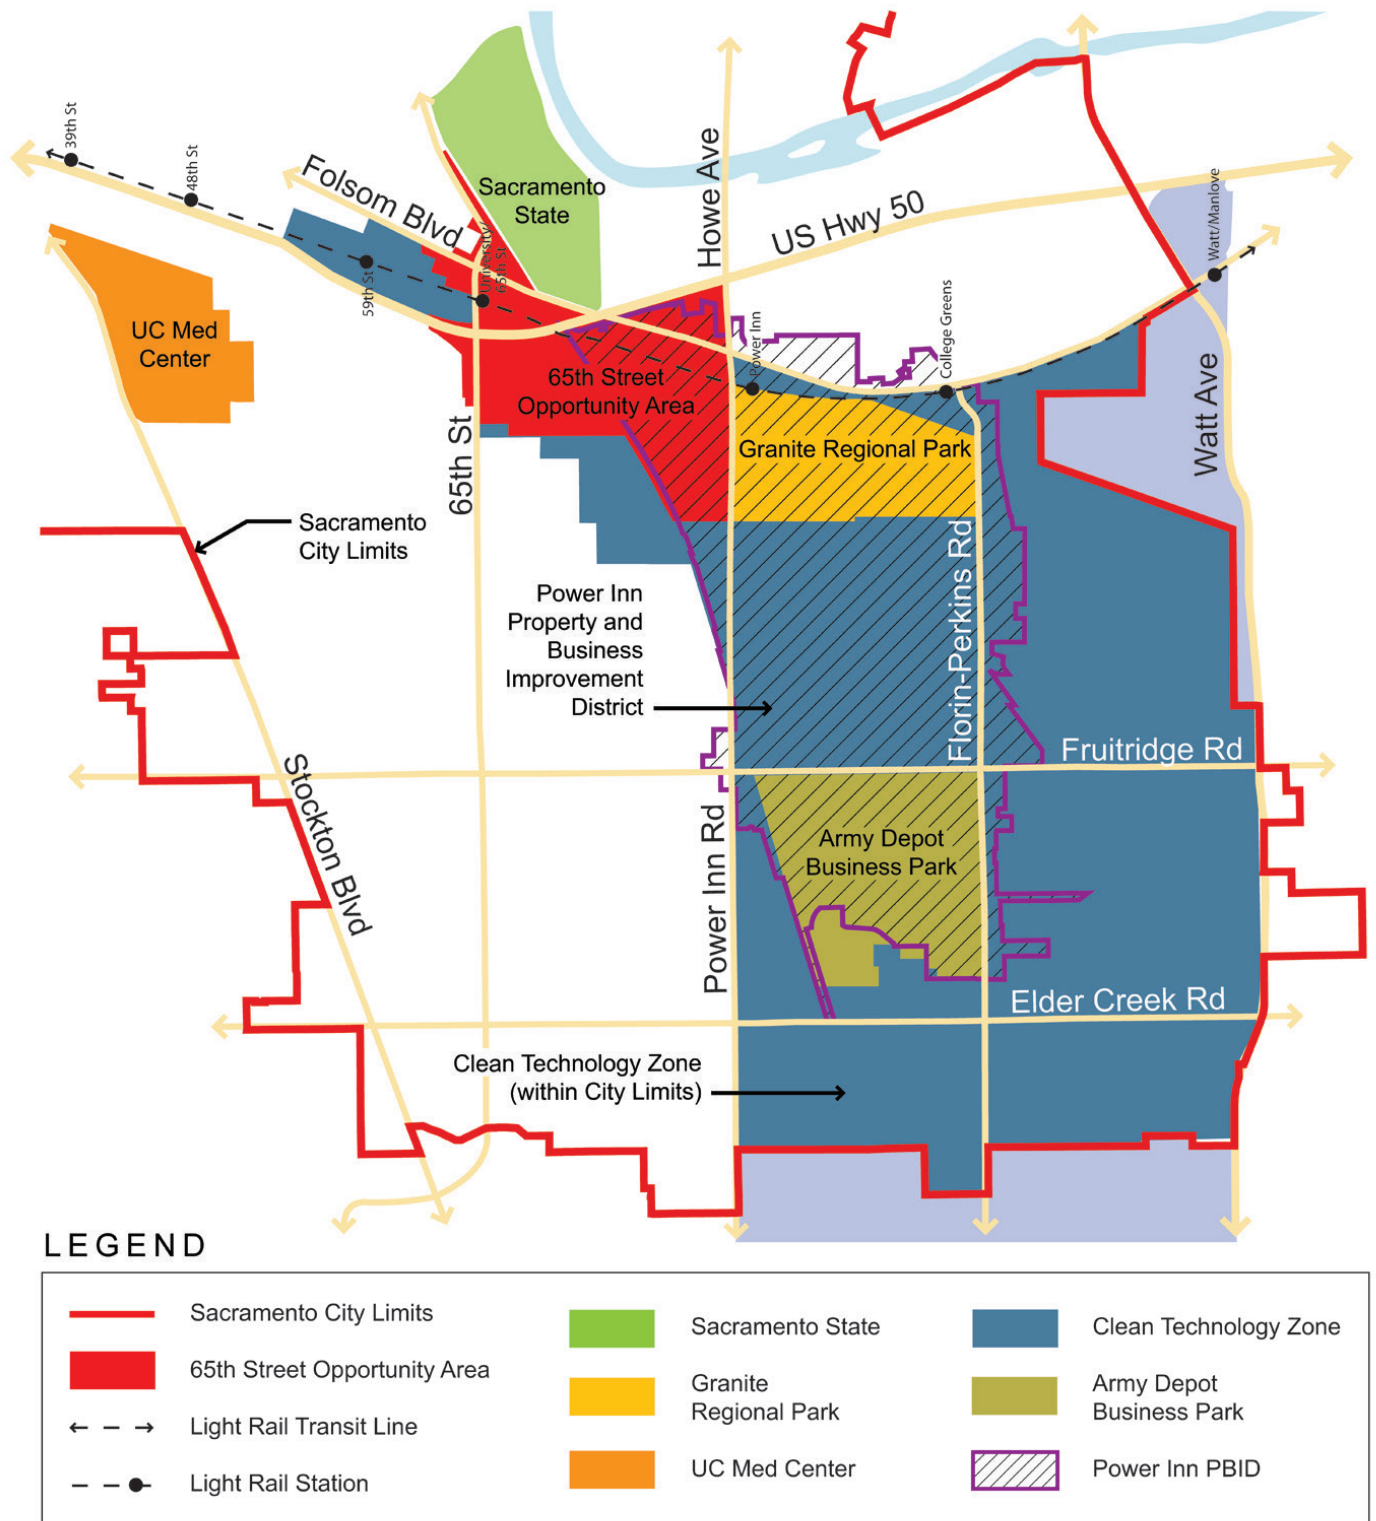 39th St
48th St
Folsom Blvd
Sacramento
State
Howe Ave
US Hwy 50
Watt/Manlove
University/
65th St
59th St
UC Med
Center
Power Inn
College Greens
65th Street
Opportunity Area
Granite Regional Park
Watt Ave
65th St
Sacramento
City Limits
Power Inn
Property and
Business
Improvement
District
Florin-Perkins Rd
Fruitridge Rd
Stockton Blvd
Power Inn Rd
Army Depot
Business Park
Elder Creek Rd
Clean Technology Zone
(within City Limits)
LEGEND
Sacramento City Limits
65th Street Opportunity Area
Light Rail Transit Line
Light Rail Station
Sacramento State
Granite
Regional Park
UC Med Center
Clean Technology Zone
Army Depot
Business Park
Power Inn PBID